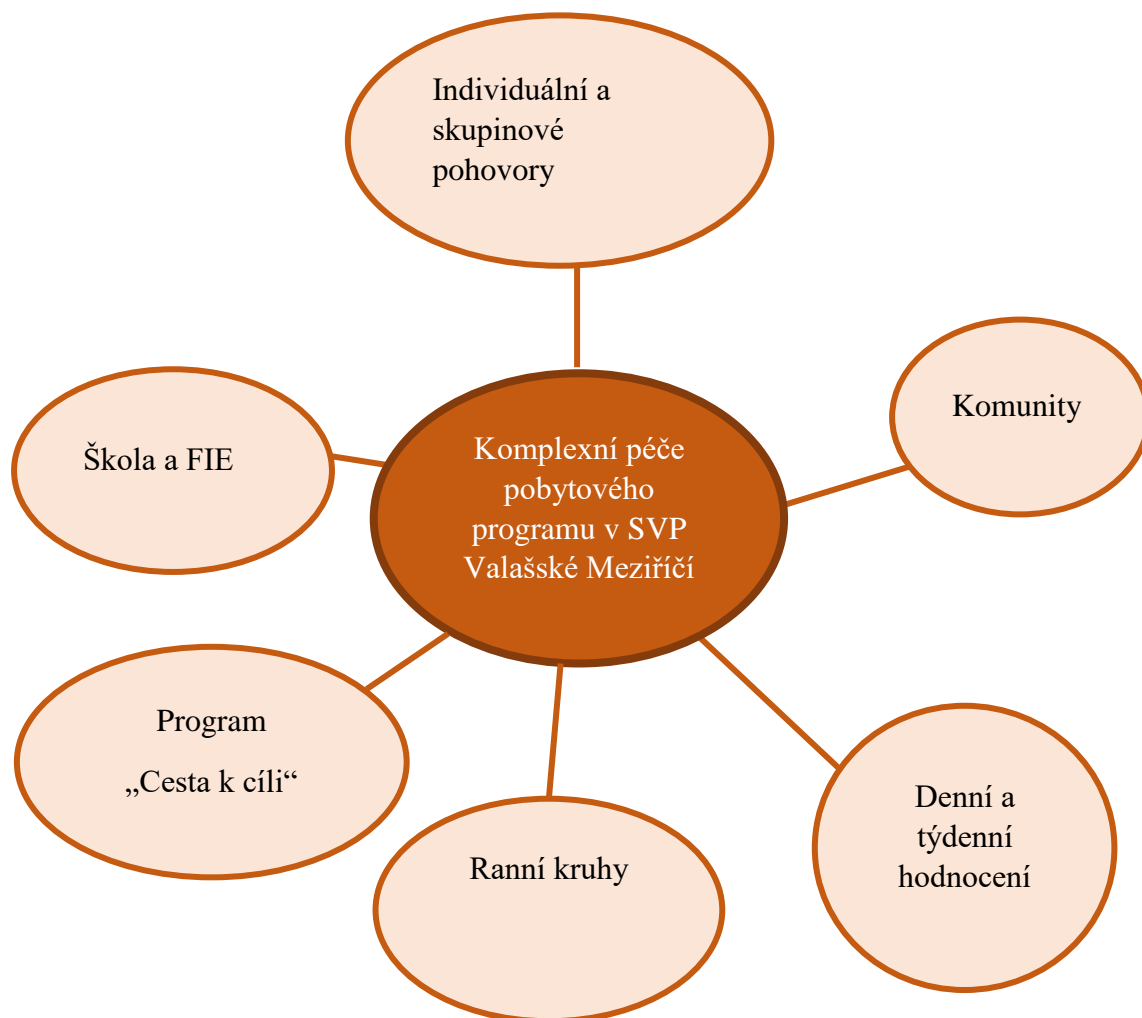 Individuální a
skupinové
pohovory
Komunity
Škola a FIE
Komplexní péče
pobytového
programu v SVP
Valašské Meziříčí
Program
„Cesta k cíli“
Denní a
týdenní
hodnocení
Ranní kruhy